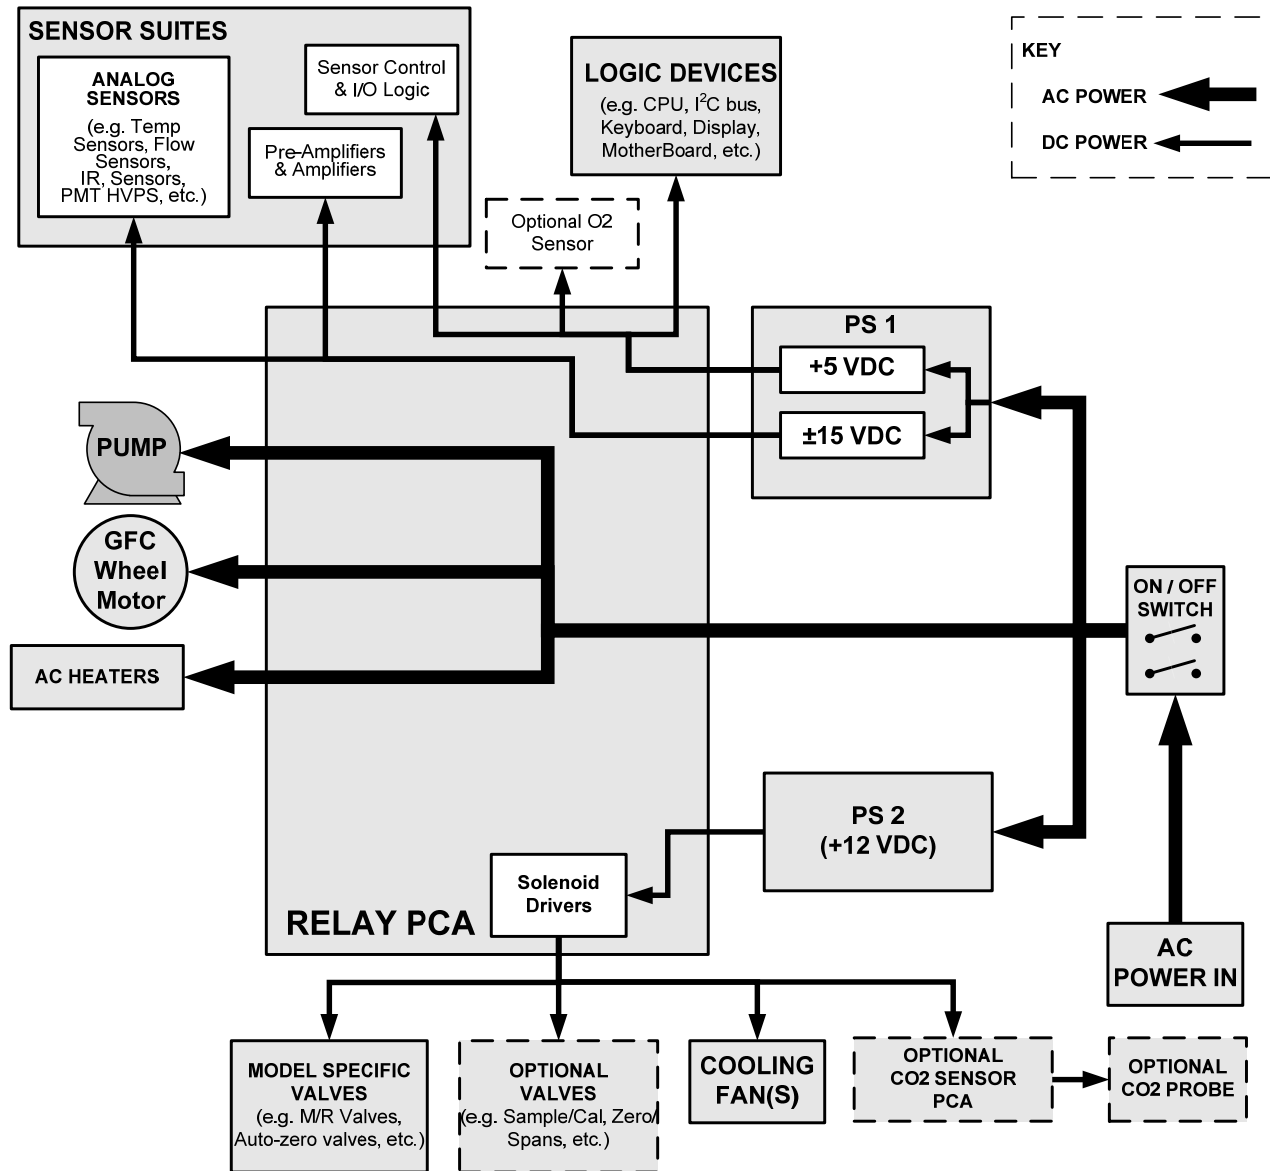 SENSOR SUITES
ANALOG
SENSORS
(e.g. Temp
Sensors, Flow
Sensors,
IR, Sensors,
PMT HVPS, etc.)
Sensor Control
& I/O Logic
Pre-Amplifiers
& Amplifiers
LOGIC DEVICES
(e.g. CPU, I²C bus,
Keyboard, Display,
MotherBoard, etc.)
Optional O2
Sensor
KEY
AC POWER
DC POWER
PS 1
+5 VDC
±15 VDC
PUMP
GFC
Wheel
Motor
AC HEATERS
ON / OFF
SWITCH
PS 2
(+12 VDC)
Solenoid
Drivers
RELAY PCA
AC
POWER IN
MODEL SPECIFIC
VALVES
(e.g. M/R Valves,
Auto-zero valves, etc.)
OPTIONAL
VALVES
(e.g. Sample/Cal, Zero/
Spans, etc.)
COOLING
FAN(S)
OPTIONAL
CO2 SENSOR
PCA
OPTIONAL
CO2 PROBE